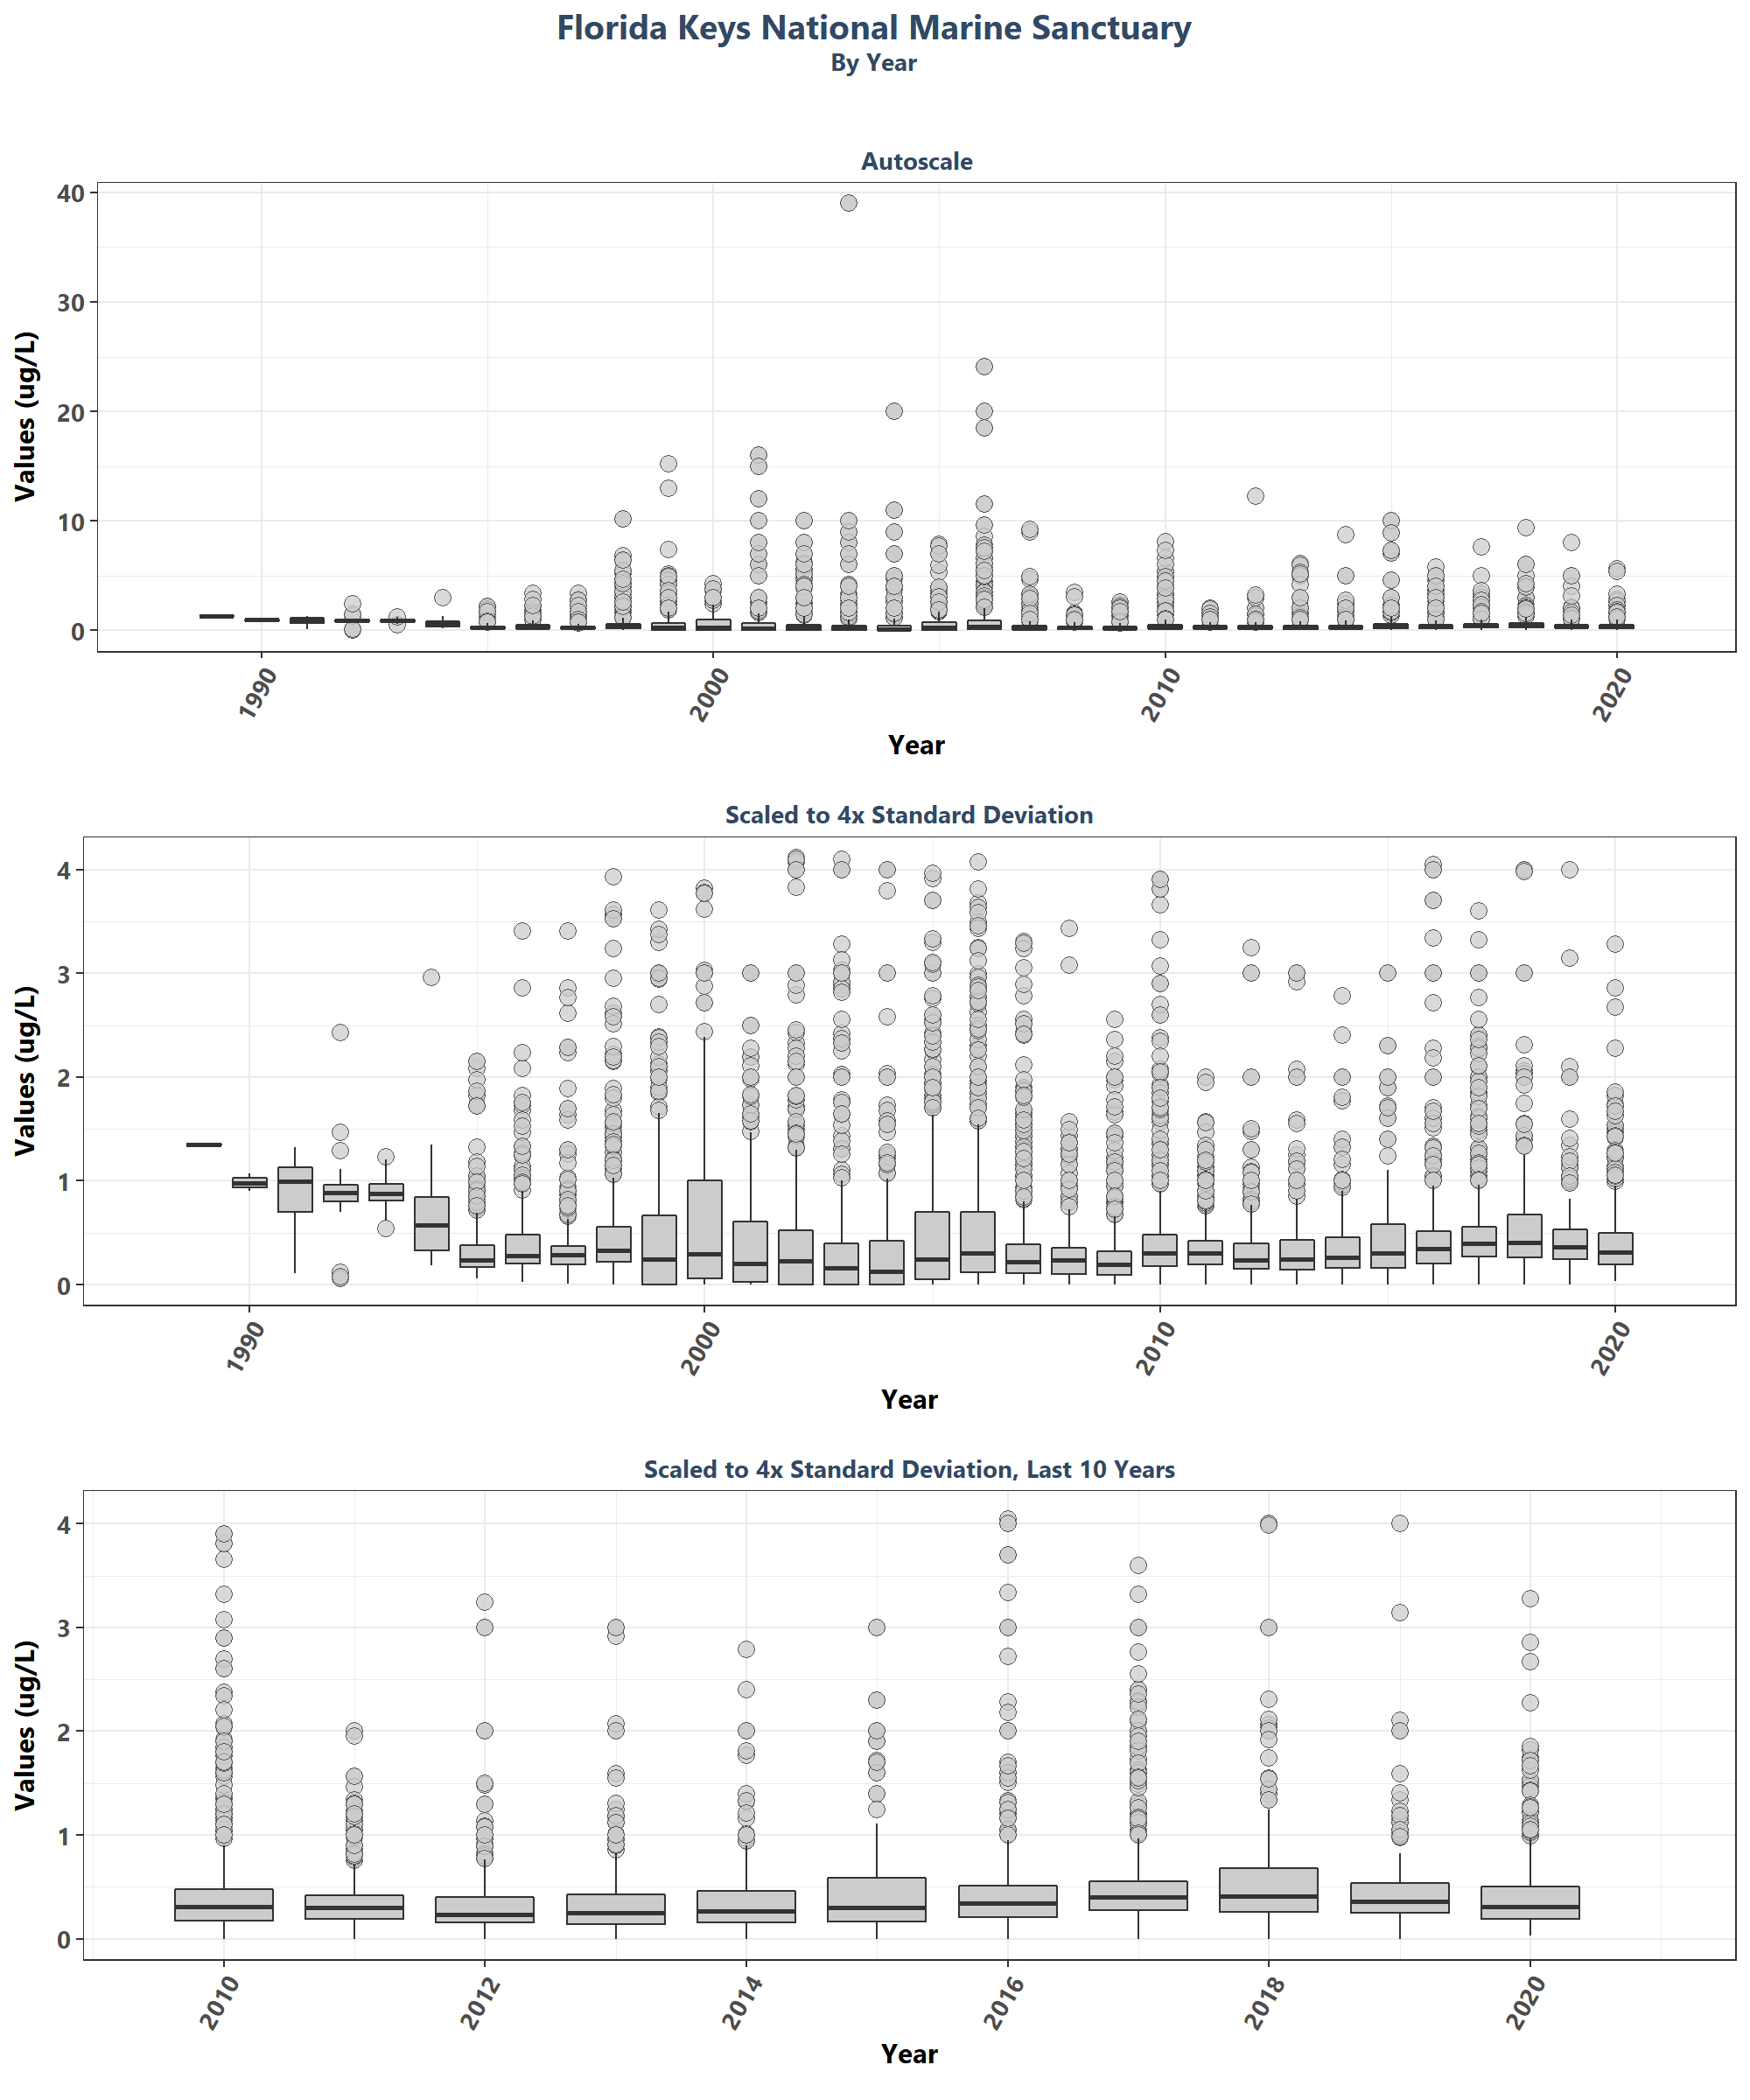 Florida Keys National Marine Sanctuary
By Year
Autoscale
Values (ug/L)
40
30
20
10
0
1990
2000
2010
2020
Year
Scaled to 4x Standard Deviation
Values (ug/L)
4
3
2
1
0
1990
2000
2010
2020
Year
Scaled to 4x Standard Deviation, Last 10 Years
Values (ug/L)
4
3
2
1
0
2010
2012
2014
2016
2018
2020
Year